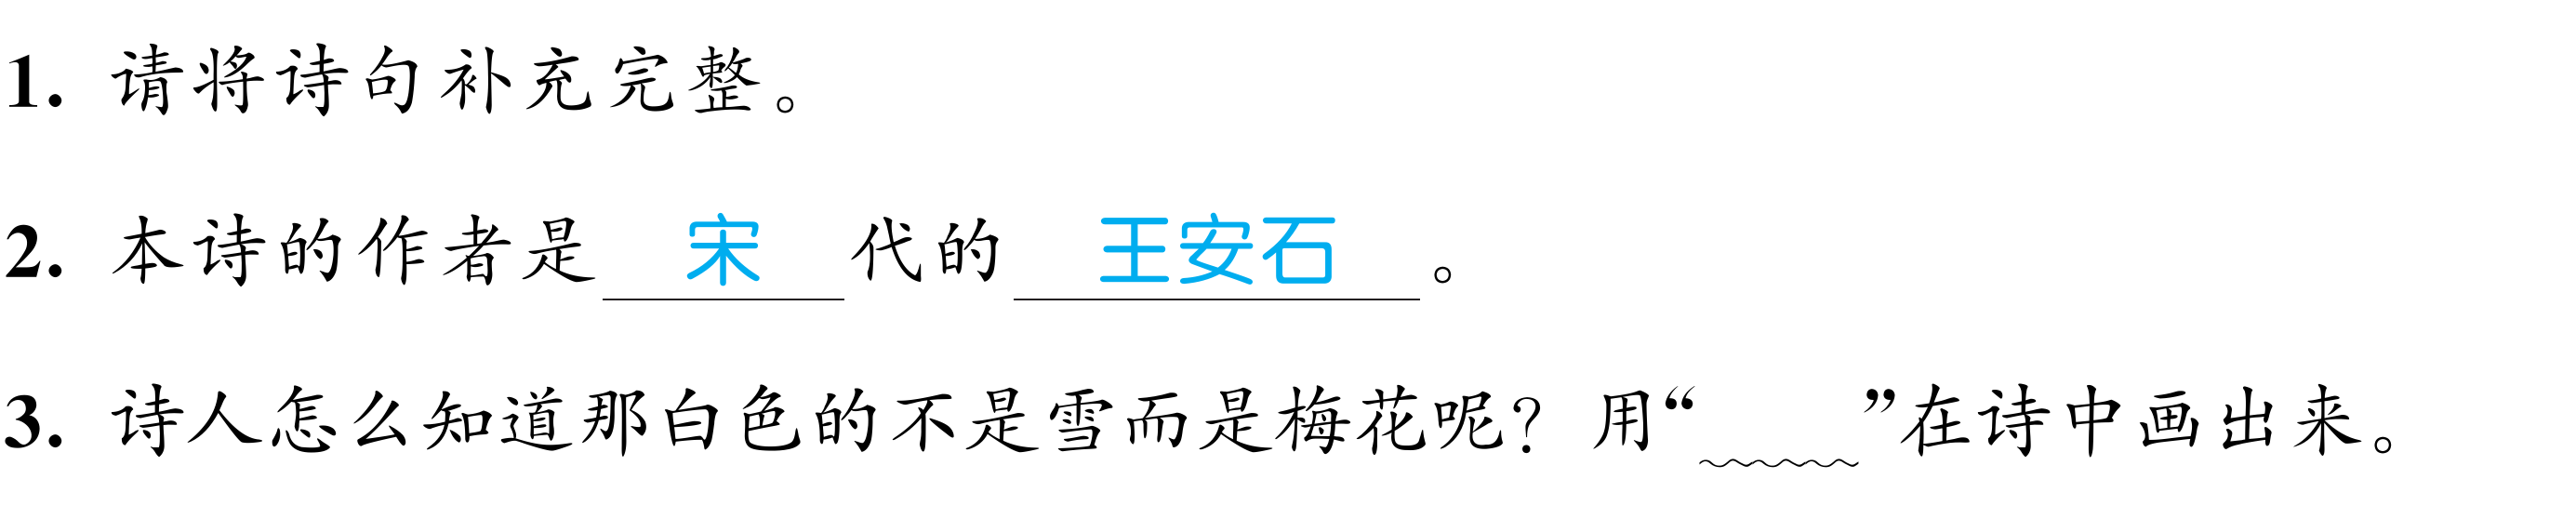 1. 请将诗句补充完整。
2. 本诗的作者是 宋 代的 王安石 。
3. 诗人怎么知道那白色的不是雪而是梅花呢？用“﹏﹏”在诗中画出来。